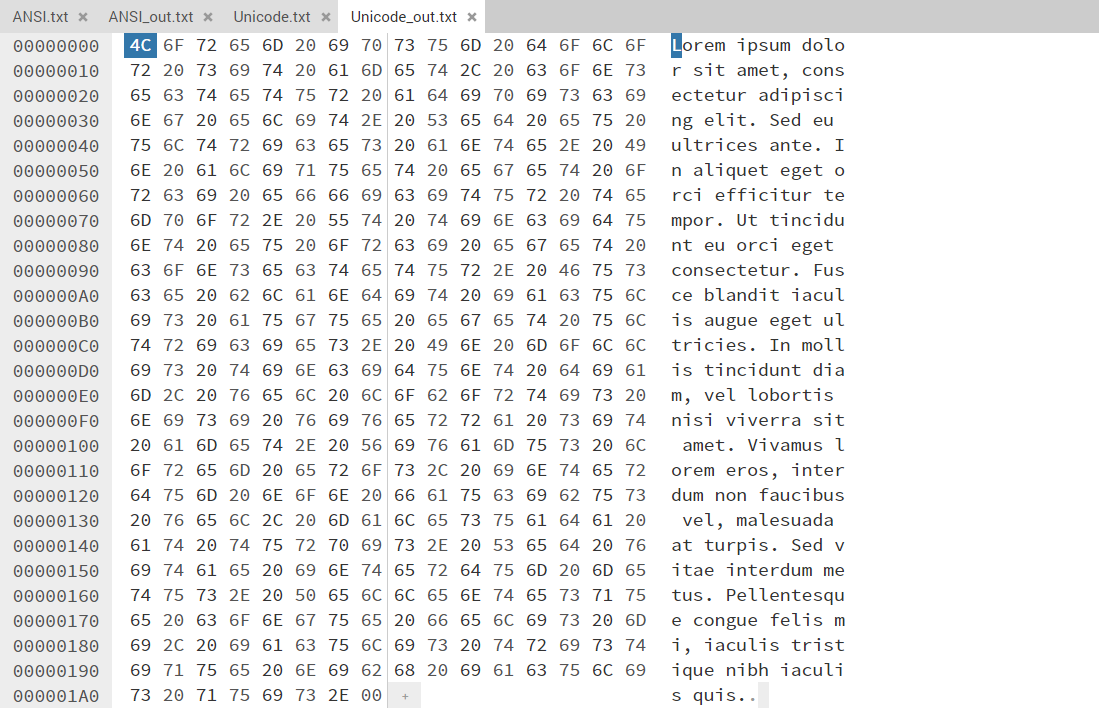 ANSI.txt × ANSI_out.txt × Unicode.txt × Unicode_out.txt ×
00000000 4C 6F 72 65 6D 20 69 70 73 75 6D 20 64 6F 6C 6F Lorem ipsum dolo
00000010 72 20 73 69 74 20 61 6D 65 74 2C 20 63 6F 6E 73 r sit amet, cons
00000020 65 63 74 65 74 75 72 20 61 64 69 70 69 73 63 69 ectetur adipisci
00000030 6E 67 20 65 6C 69 74 2E 20 53 65 64 20 65 75 20 ng elit. Sed eu
00000040 75 6C 74 72 69 63 65 73 20 61 6E 74 65 2E 20 49 ultrices ante. I
00000050 6E 20 61 6C 69 71 75 65 74 20 65 67 65 74 20 6F n aliquet eget o
00000060 72 63 69 20 65 66 66 69 63 69 74 75 72 20 74 65 rci efficitur te
00000070 6D 70 6F 72 2E 20 55 74 20 74 69 6E 63 69 64 75 mpor. Ut tincidu
00000080 6E 74 20 65 75 20 6F 72 63 69 20 65 67 65 74 20 nt eu orci eget
00000090 63 6F 6E 73 65 63 74 65 74 75 72 2E 20 46 75 73 consectetur. Fus
000000A0 63 65 20 62 6C 61 6E 64 69 74 20 69 61 63 75 6C ce blandit iacul
000000B0 69 73 20 61 75 67 75 65 20 65 67 65 74 20 75 6C is augue eget ul
000000C0 74 72 69 63 69 65 73 2E 20 49 6E 20 6D 6F 6C 6C tricies. In moll
000000D0 69 73 20 74 69 6E 63 69 64 75 6E 74 20 64 69 61 is tincidunt dia
000000E0 6D 2C 20 76 65 6C 20 6C 6F 62 6F 72 74 69 73 20 m, vel lobortis
000000F0 6E 69 73 69 20 76 69 76 65 72 72 61 20 73 69 74 nisi viverra sit
00000100 20 61 6D 65 74 2E 20 56 69 76 61 6D 75 73 20 6C amet. Vivamus l
00000110 6F 72 65 6D 20 65 72 6F 73 2C 20 69 6E 74 65 72 orem eros, inter
00000120 64 75 6D 20 6E 6F 6E 20 66 61 75 63 69 62 75 73 dum non faucibus
00000130 20 76 65 6C 2C 20 6D 61 6C 65 73 75 61 64 61 20 vel, malesuada
00000140 61 74 20 74 75 72 70 69 73 2E 20 53 65 64 20 76 at turpis. Sed v
00000150 69 74 61 65 20 69 6E 74 65 72 64 75 6D 20 6D 65 itae interdum me
00000160 74 75 73 2E 20 50 65 6C 6C 65 6E 74 65 73 71 75 tus. Pellentesqu
00000170 65 20 63 6F 6E 67 75 65 20 66 65 6C 69 73 20 6D e congue felis m
00000180 69 2C 20 69 61 63 75 6C 69 73 20 74 72 69 73 74 i, iaculis trist
00000190 69 71 75 65 20 6E 69 62 68 20 69 61 63 75 6C 69 ique nibh iaculi
000001A0 73 20 71 75 69 73 2E 00 + s quis..